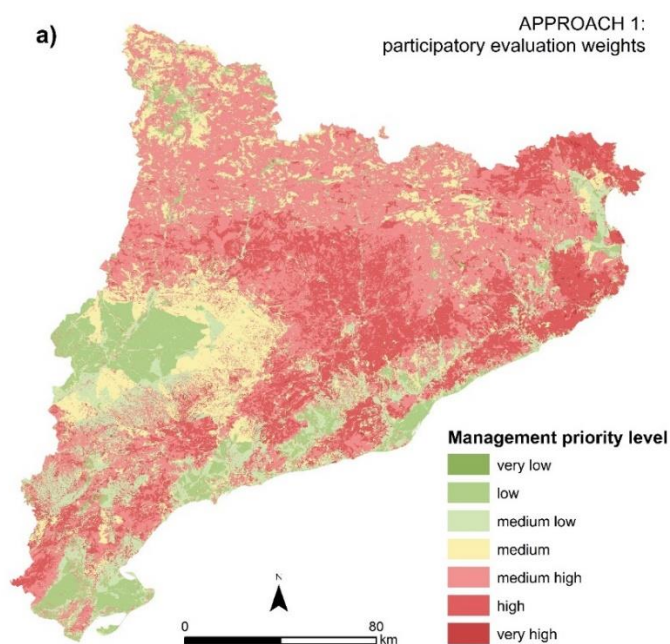 a)
APPROACH 1:
participatory evaluation weights
Management priority level
very low
low
medium low
medium
medium high
high
very high
N
0 80
km